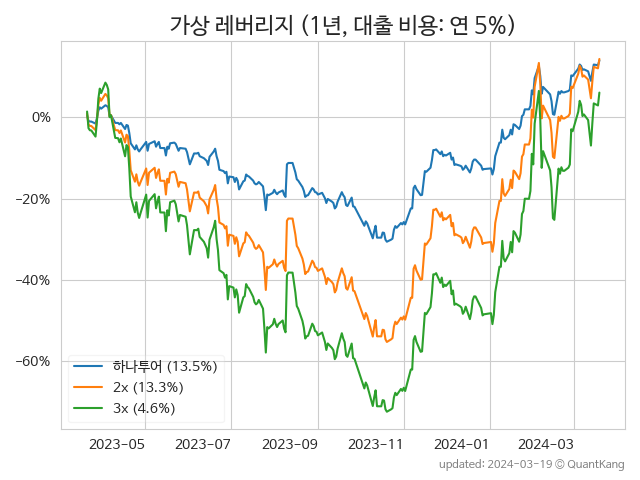 가상 레버리지 (1년, 대출 비용: 연 5%)
0%
−20%
−40%
−60%
하나투어 (13.5%)
2x (13.3%)
3x (4.6%)
2023-05 2023-07 2023-09 2023-11 2024-01 2024-03
updated: 2024-03-19 © QuantKang